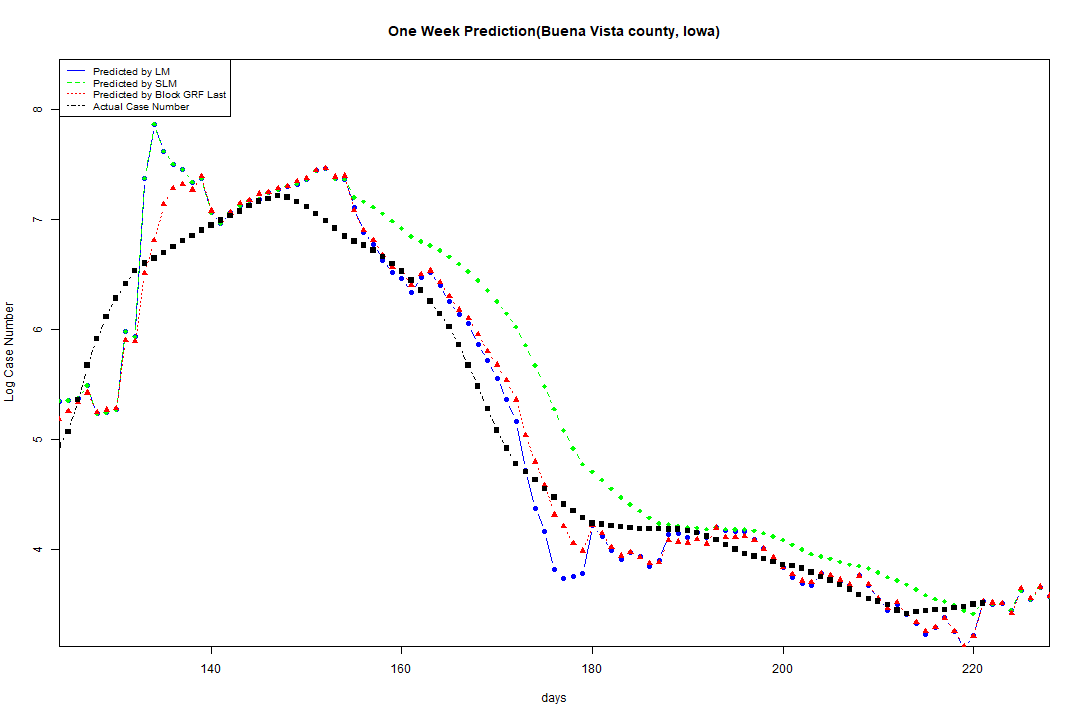 One Week Prediction(Buena Vista county, Iowa)
Predicted by LM
Predicted by SLM
Predicted by Block GRF Last
Actual Case Number
8
7
6
5
4
Log Case Number
140 160 180 200 220
days